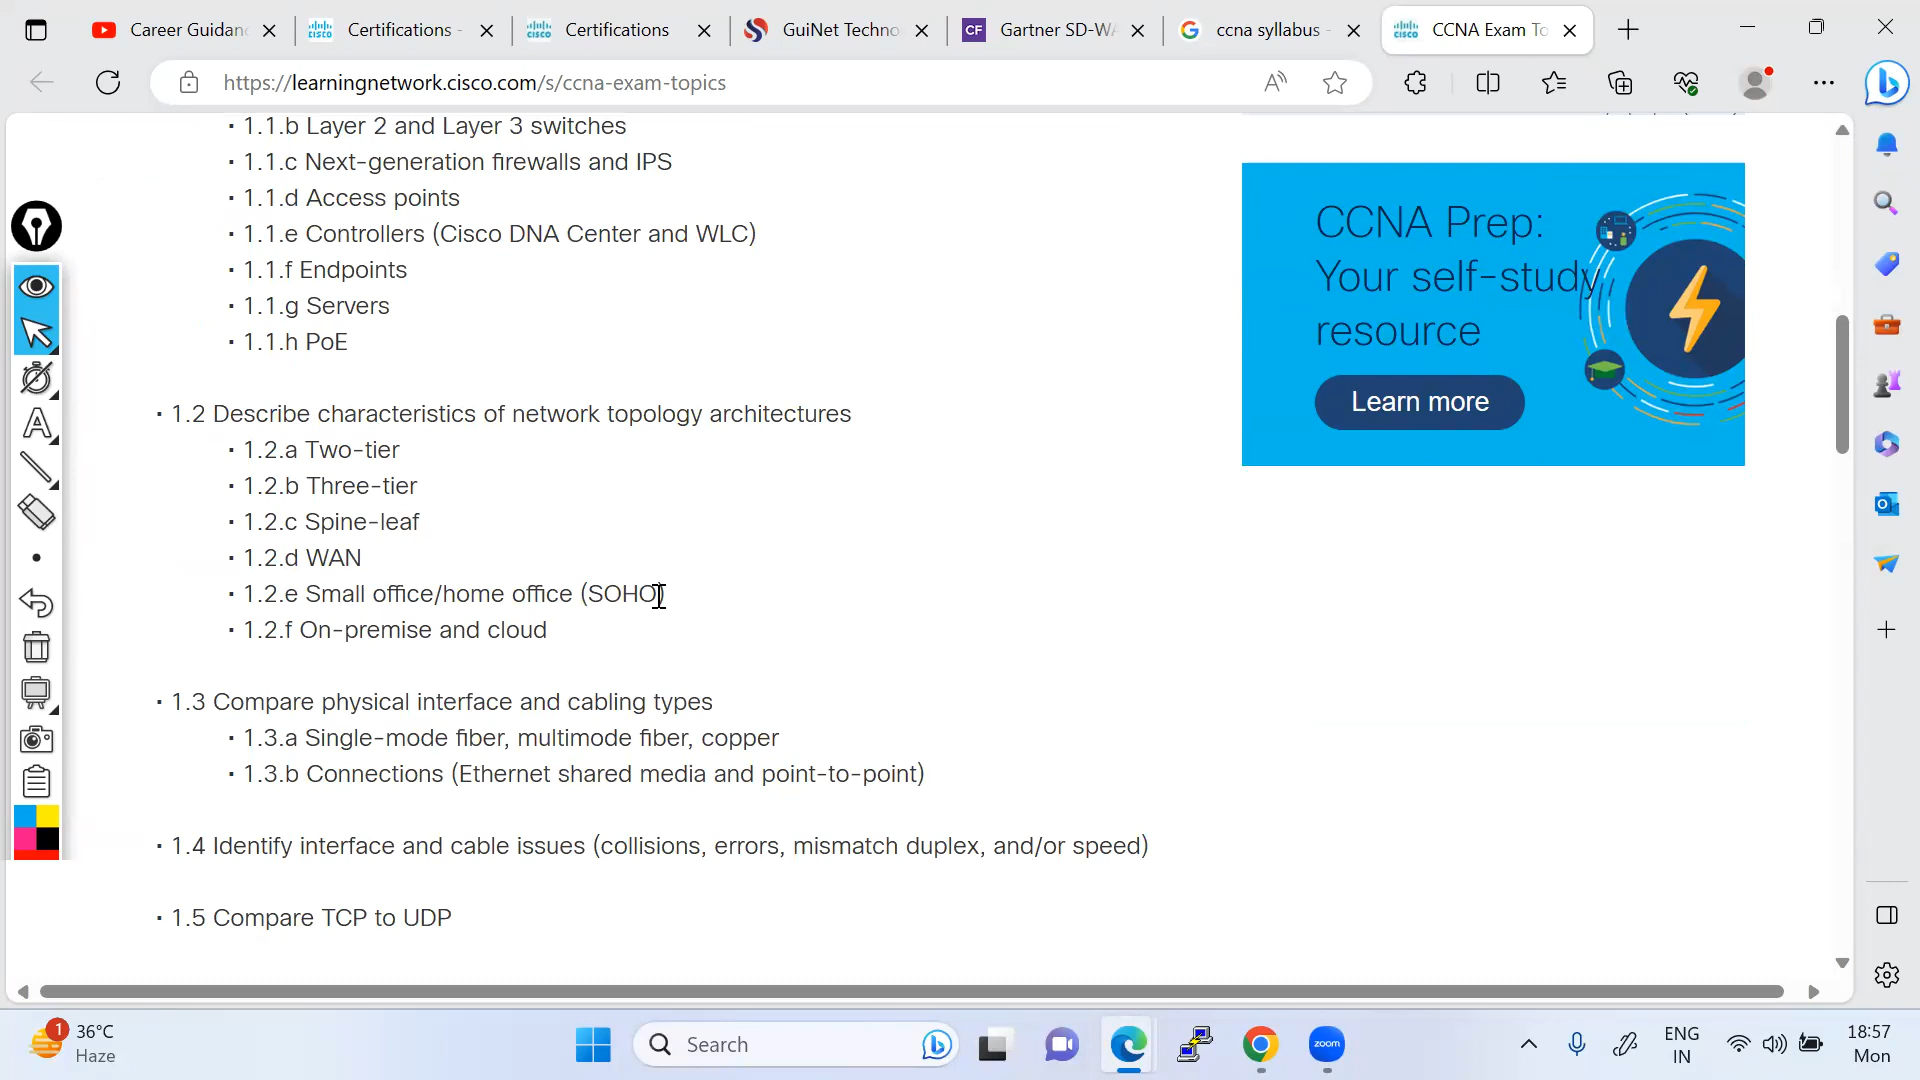 Career Guidan
Certifications -
Certifications
GuiNet Techno
CF
Gartner SD-WA
ccna syllabus -
cisco
CCNA Exam To
https://learningnetwork.cisco.com/s/ccna-exam-topics
▪ 1.1.b Layer 2 and Layer 3 switches
▪ 1.1.c Next-generation firewalls and IPS
▪ 1.1.d Access points
▪ 1.1.e Controllers (Cisco DNA Center and WLC)
▪ 1.1.f Endpoints
▪ 1.1.g Servers
▪ 1.1.h PoE
▪ 1.2 Describe characteristics of network topology architectures
▪ 1.2.a Two-tier
▪ 1.2.b Three-tier
▪ 1.2.c Spine-leaf
▪ 1.2.d WAN
▪ 1.2.e Small office/home office (SOHO)
▪ 1.2.f On-premise and cloud
▪ 1.3 Compare physical interface and cabling types
▪ 1.3.a Single-mode fiber, multimode fiber, copper
▪ 1.3.b Connections (Ethernet shared media and point-to-point)
▪ 1.4 Identify interface and cable issues (collisions, errors, mismatch duplex, and/or speed)
▪ 1.5 Compare TCP to UDP
CCNA Prep:
Your self-study
resource
Learn more
1
36°C
Haze
Search
zoom
ENG
IN
18:57
Mon